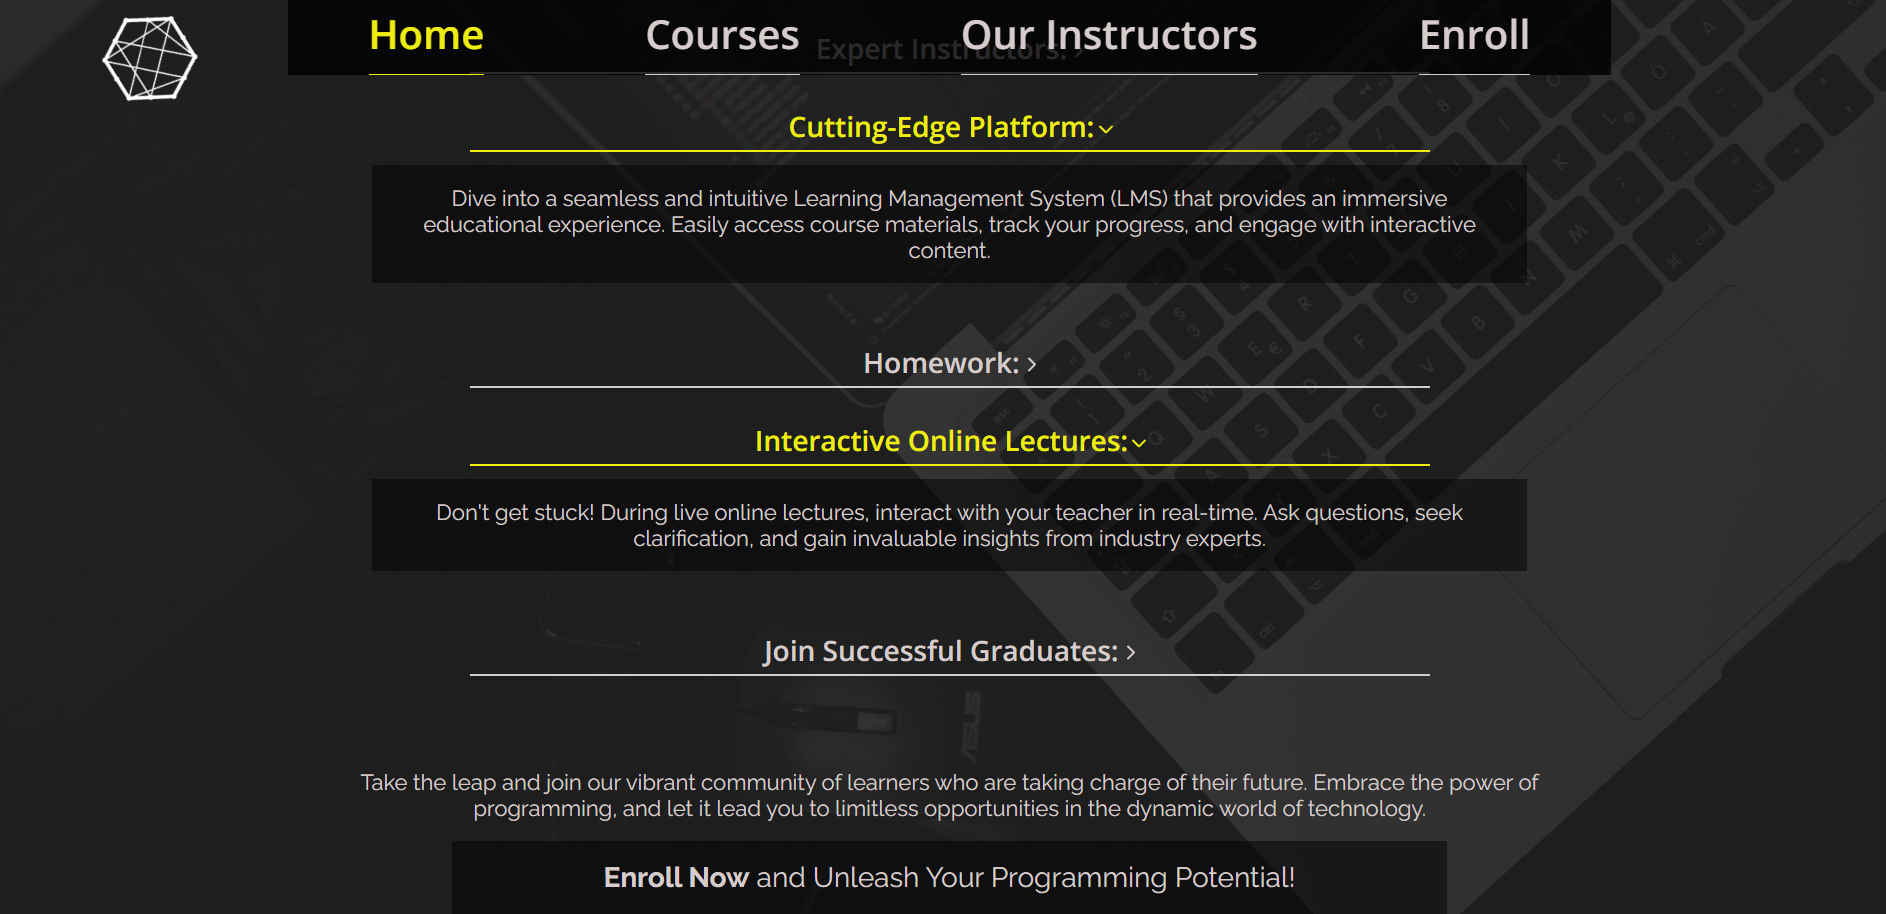 Home
Courses
Our Instructors
Enroll
Expert Instructors:
Cutting-Edge Platform:
Dive into a seamless and intuitive Learning Management System (LMS) that provides an immersive
educational experience. Easily access course materials, track your progress, and engage with interactive
content.
Homework:
Interactive Online Lectures:
Don't get stuck! During live online lectures, interact with your teacher in real-time. Ask questions, seek
clarification, and gain invaluable insights from industry experts.
Join Successful Graduates:
ASUS
Take the leap and join our vibrant community of learners who are taking charge of their future. Embrace the power of
programming, and let it lead you to limitless opportunities in the dynamic world of technology.
Enroll Now and Unleash Your Programming Potential!